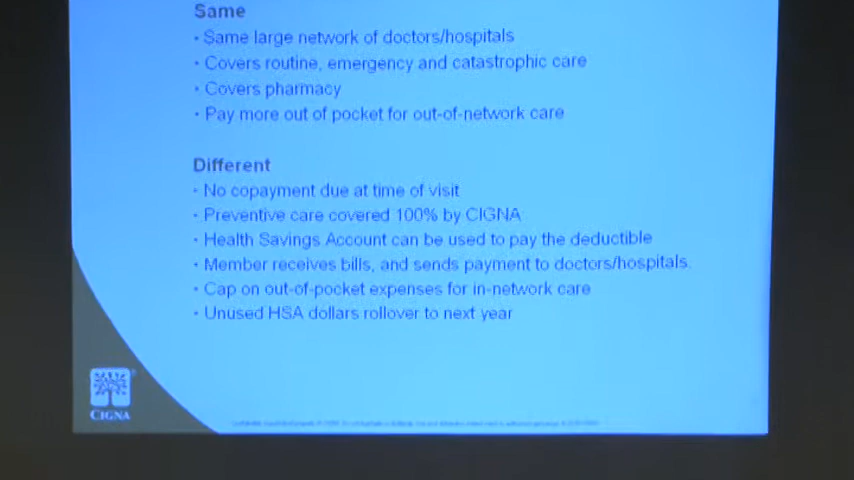 Same
• Same large network of doctors/hospitals
• Covers routine, emergency and catastrophic care
• Covers pharmacy
• Pay more out of pocket for out-of-network care
Different
• No copayment due at time of visit
• Preventive care covered 100% by CIGNA
• Health Savings Account can be used to pay the deductible
• Member receives bills, and sends payment to doctors/hospitals.
• Cap on out-of-pocket expenses for in-network care
• Unused HSA dollars rollover to next year
CIGNA